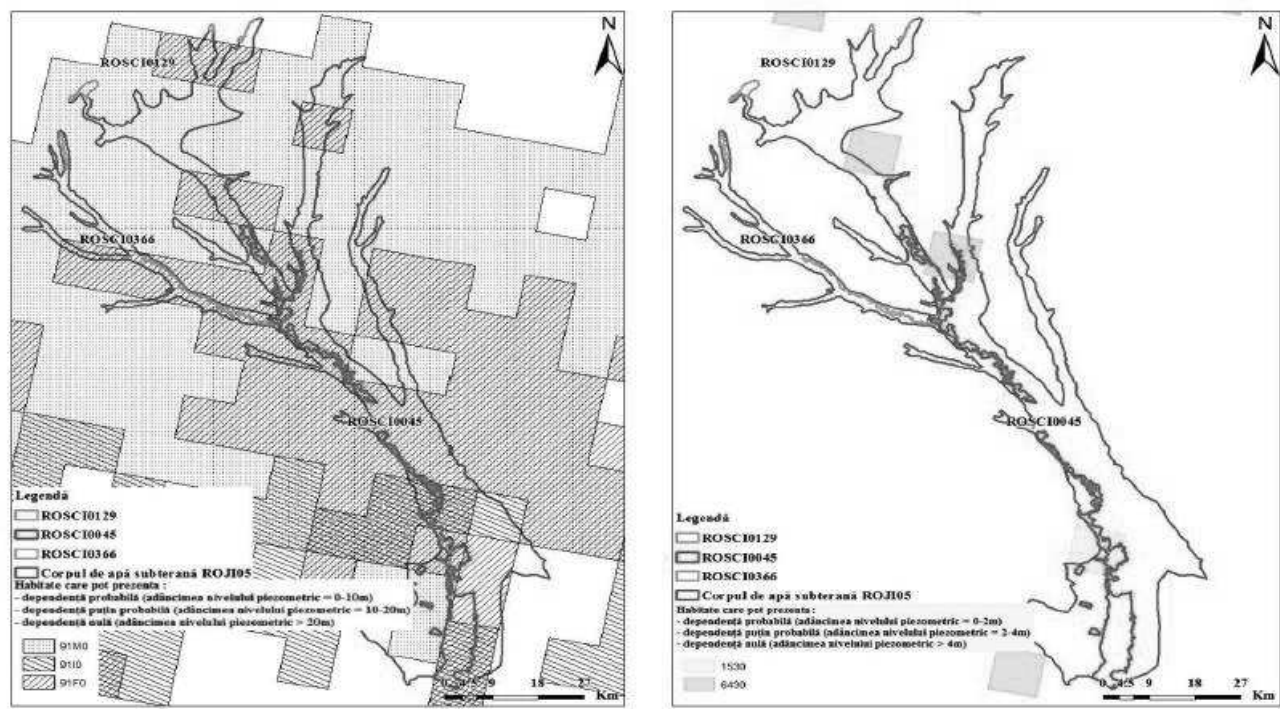 N
ROSCI0129
ROSCI0366
ROSCI0045
Legendă
ROSCI0129
ROSCI0045
ROSCI0366
Corpul de apă subterană ROJI05
Habitate care pot prezenta :
- dependență probabilă (adâncimea nivelului piezometric = 0-10m)
- dependență puțin probabilă (adâncimea nivelului piezometric = 10-20m)
- dependență nulă (adâncimea nivelului piezometric > 20m)
91M0
91I0
91F0
0 2,25 4,5 9 18 27
Km
N
ROSCI0129
ROSCI0366
ROSCI0045
Legendă
ROSCI0129
ROSCI0045
ROSCI0366
Corpul de apă subterană ROJI05
Habitate care pot prezenta :
- dependență probabilă (adâncimea nivelului piezometric = 0-2m)
- dependență puțin probabilă (adâncimea nivelului piezometric = 2-4m)
- dependență nulă (adâncimea nivelului piezometric > 4m)
1530
6430
9 18 27
Km